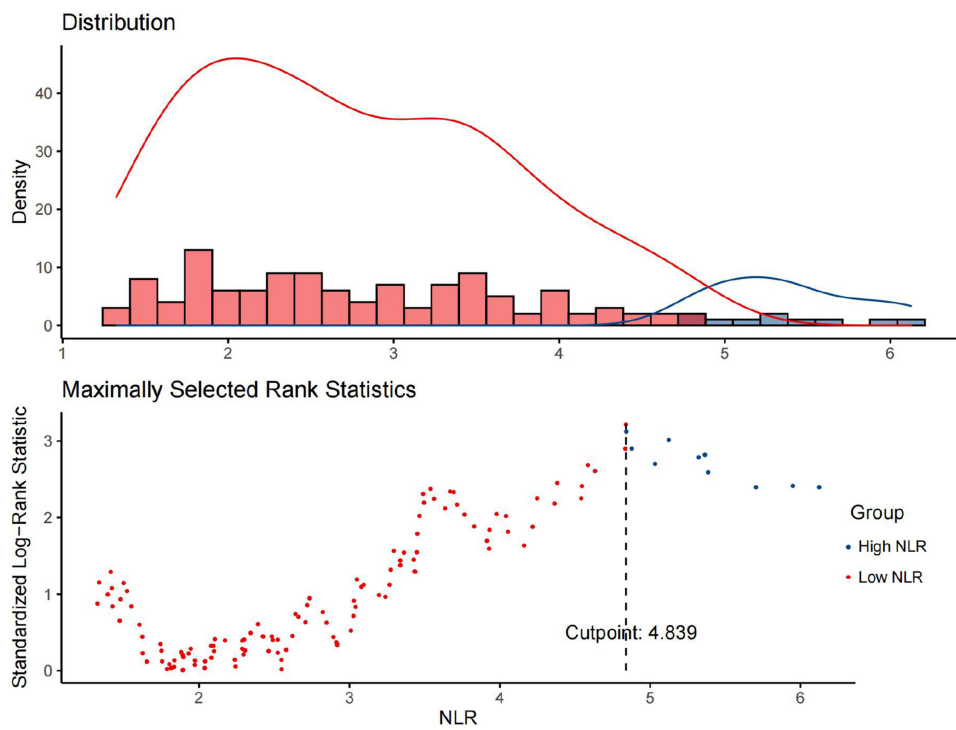 Distribution
Density
40
30
20
10
0
1 2 3 4 5 6
Maximally Selected Rank Statistics
Standardized Log-Rank Statistic
3
2
1
0
Cutpoint: 4.839
2 3 4 5 6
NLR
Group
High NLR
Low NLR